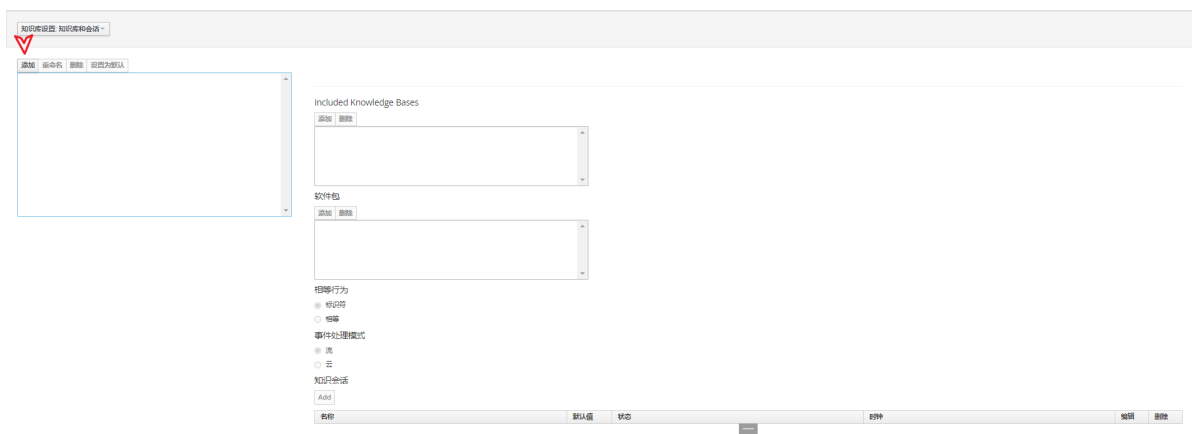 知识库设置: 知识库和会话
添加 重命名 删除 设置为默认
Included Knowledge Bases
添加 删除
软件包
添加 删除
相等行为
标识符
相等
事件处理模式
流
云
知识会话
Add
名称 默认值 状态 时钟 编辑 删除